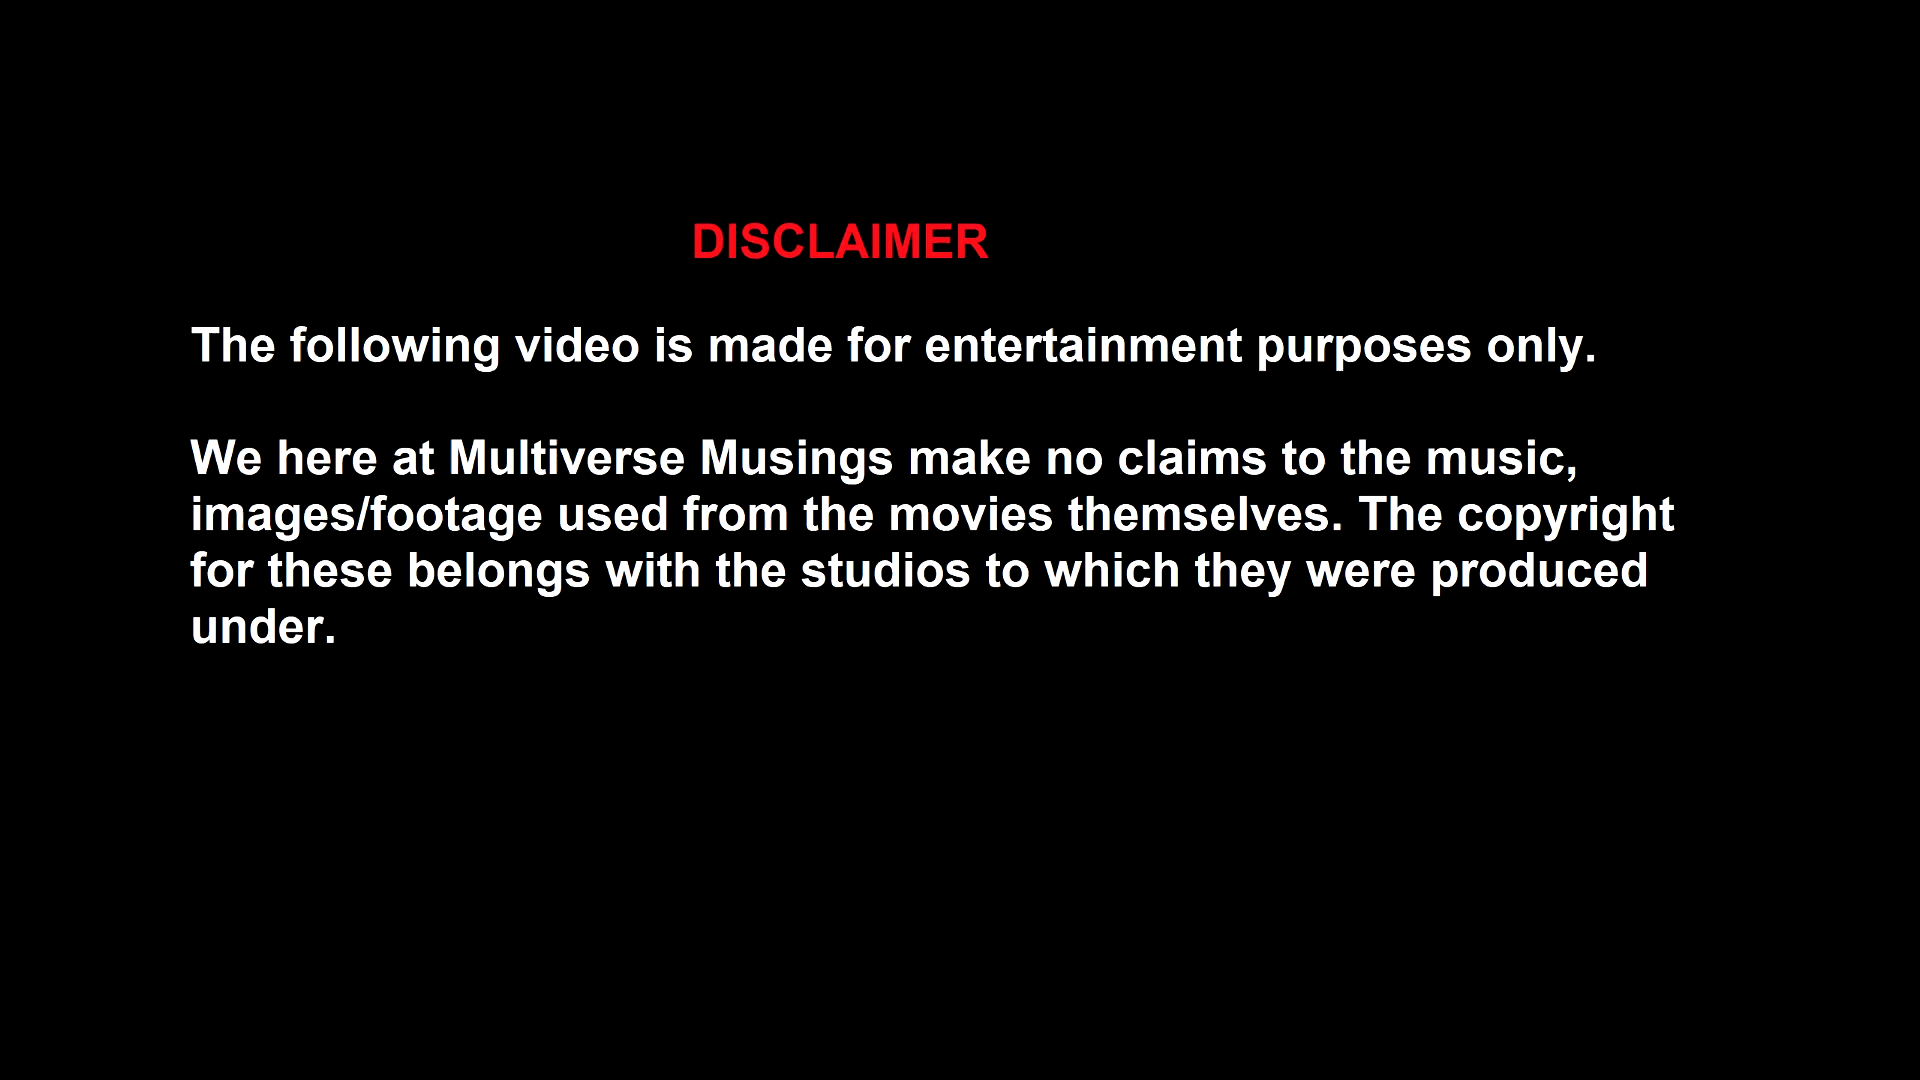 DISCLAIMER
The following video is made for entertainment purposes only.
We here at Multiverse Musings make no claims to the music,
images/footage used from the movies themselves. The copyright
for these belongs with the studios to which they were produced
under.